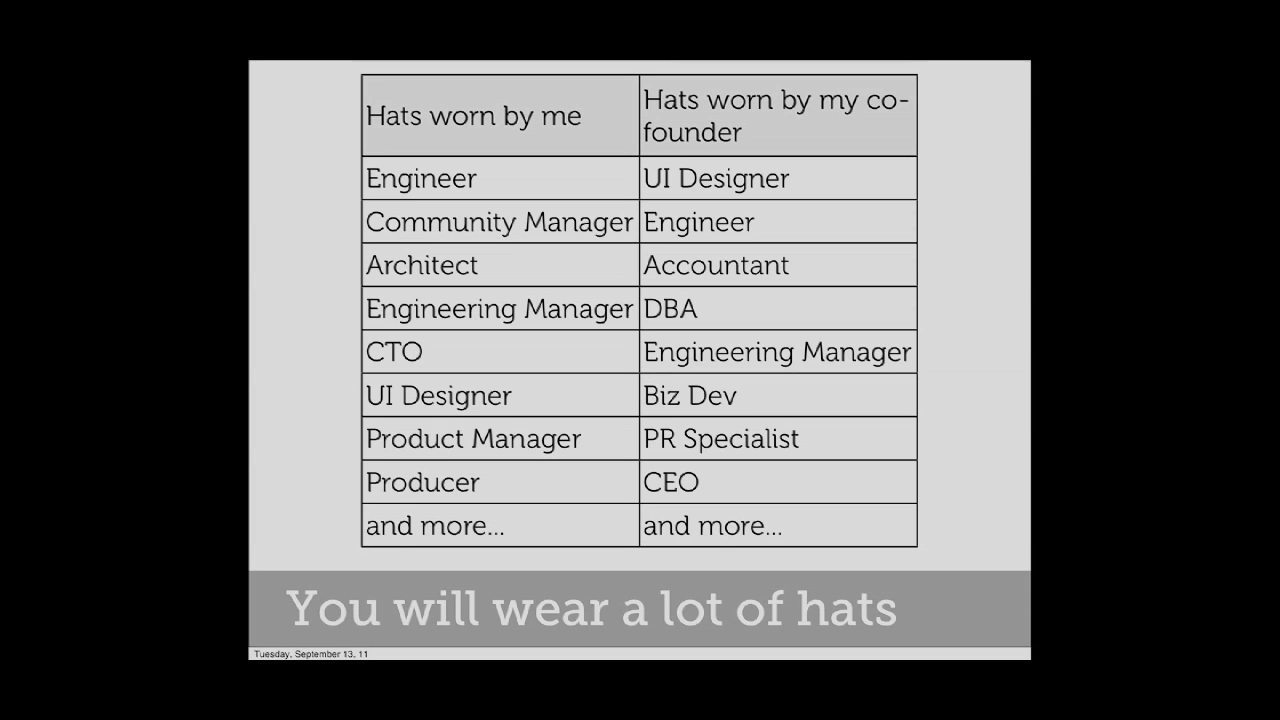 Hats worn by me
Hats worn by my co-
founder
Engineer
UI Designer
Community Manager
Engineer
Architect
Accountant
Engineering Manager
DBA
CTO
Engineering Manager
UI Designer
Biz Dev
Product Manager
PR Specialist
Producer
CEO
and more...
and more...
You will wear a lot of hats
Tuesday, September 13, 11